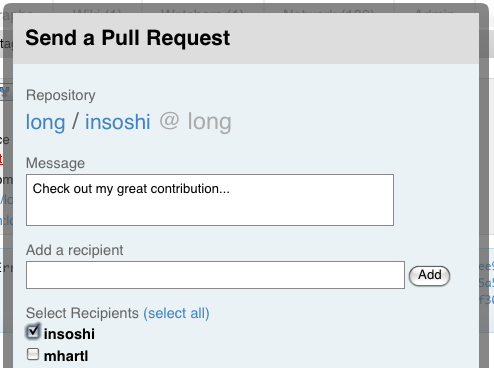 Send a Pull Request
Repository
long / insoshi @ long
Message
Check out my great contribution...
Add a recipient
Add
Select Recipients (select all)
insoshi
mhartl